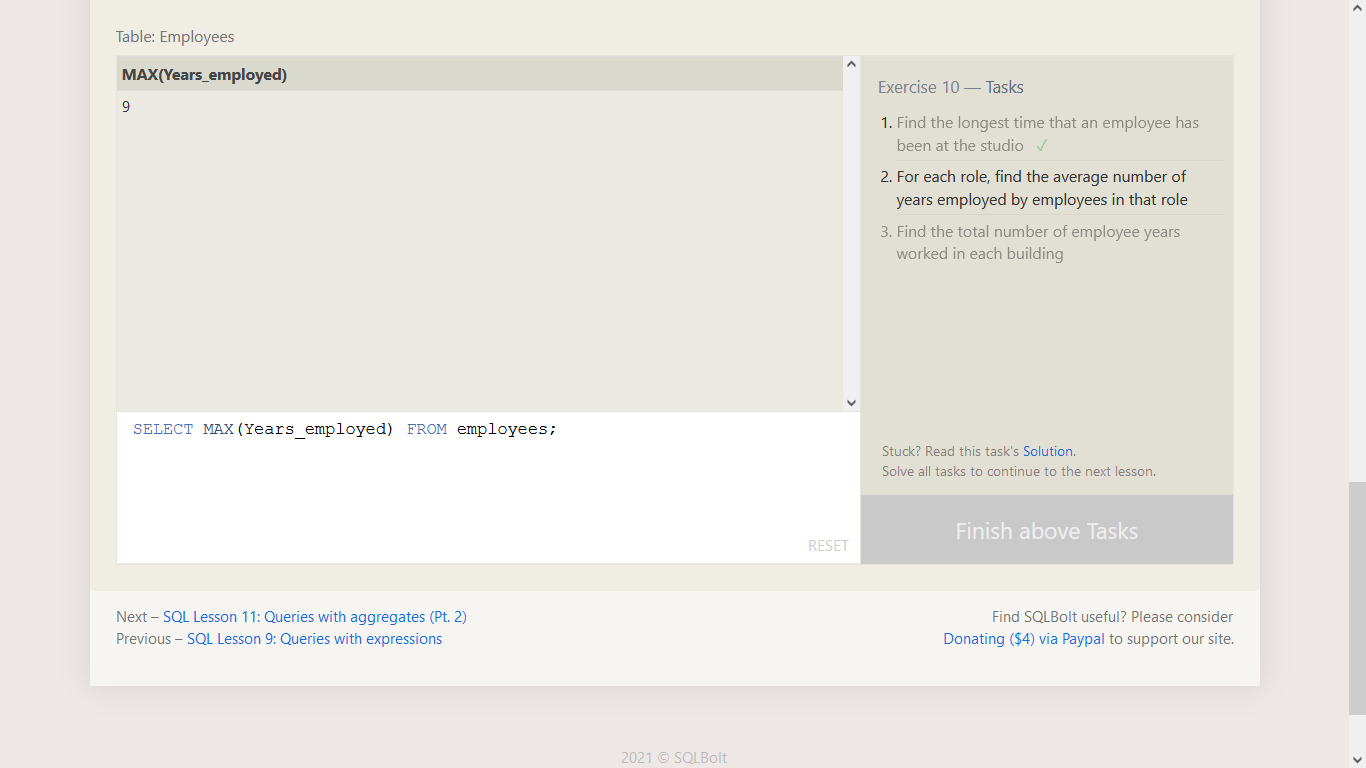 Table: Employees
MAX(Years_employed)
9
Exercise 10 — Tasks
1. Find the longest time that an employee has
been at the studio ✓
2. For each role, find the average number of
years employed by employees in that role
3. Find the total number of employee years
worked in each building
Stuck? Read this task's Solution.
Solve all tasks to continue to the next lesson.
Finish above Tasks
SELECT MAX(Years_employed) FROM employees;
RESET
Next – SQL Lesson 11: Queries with aggregates (Pt. 2)
Previous – SQL Lesson 9: Queries with expressions
Find SQLBolt useful? Please consider
Donating ($4) via Paypal to support our site.
2021 © SQLBolt